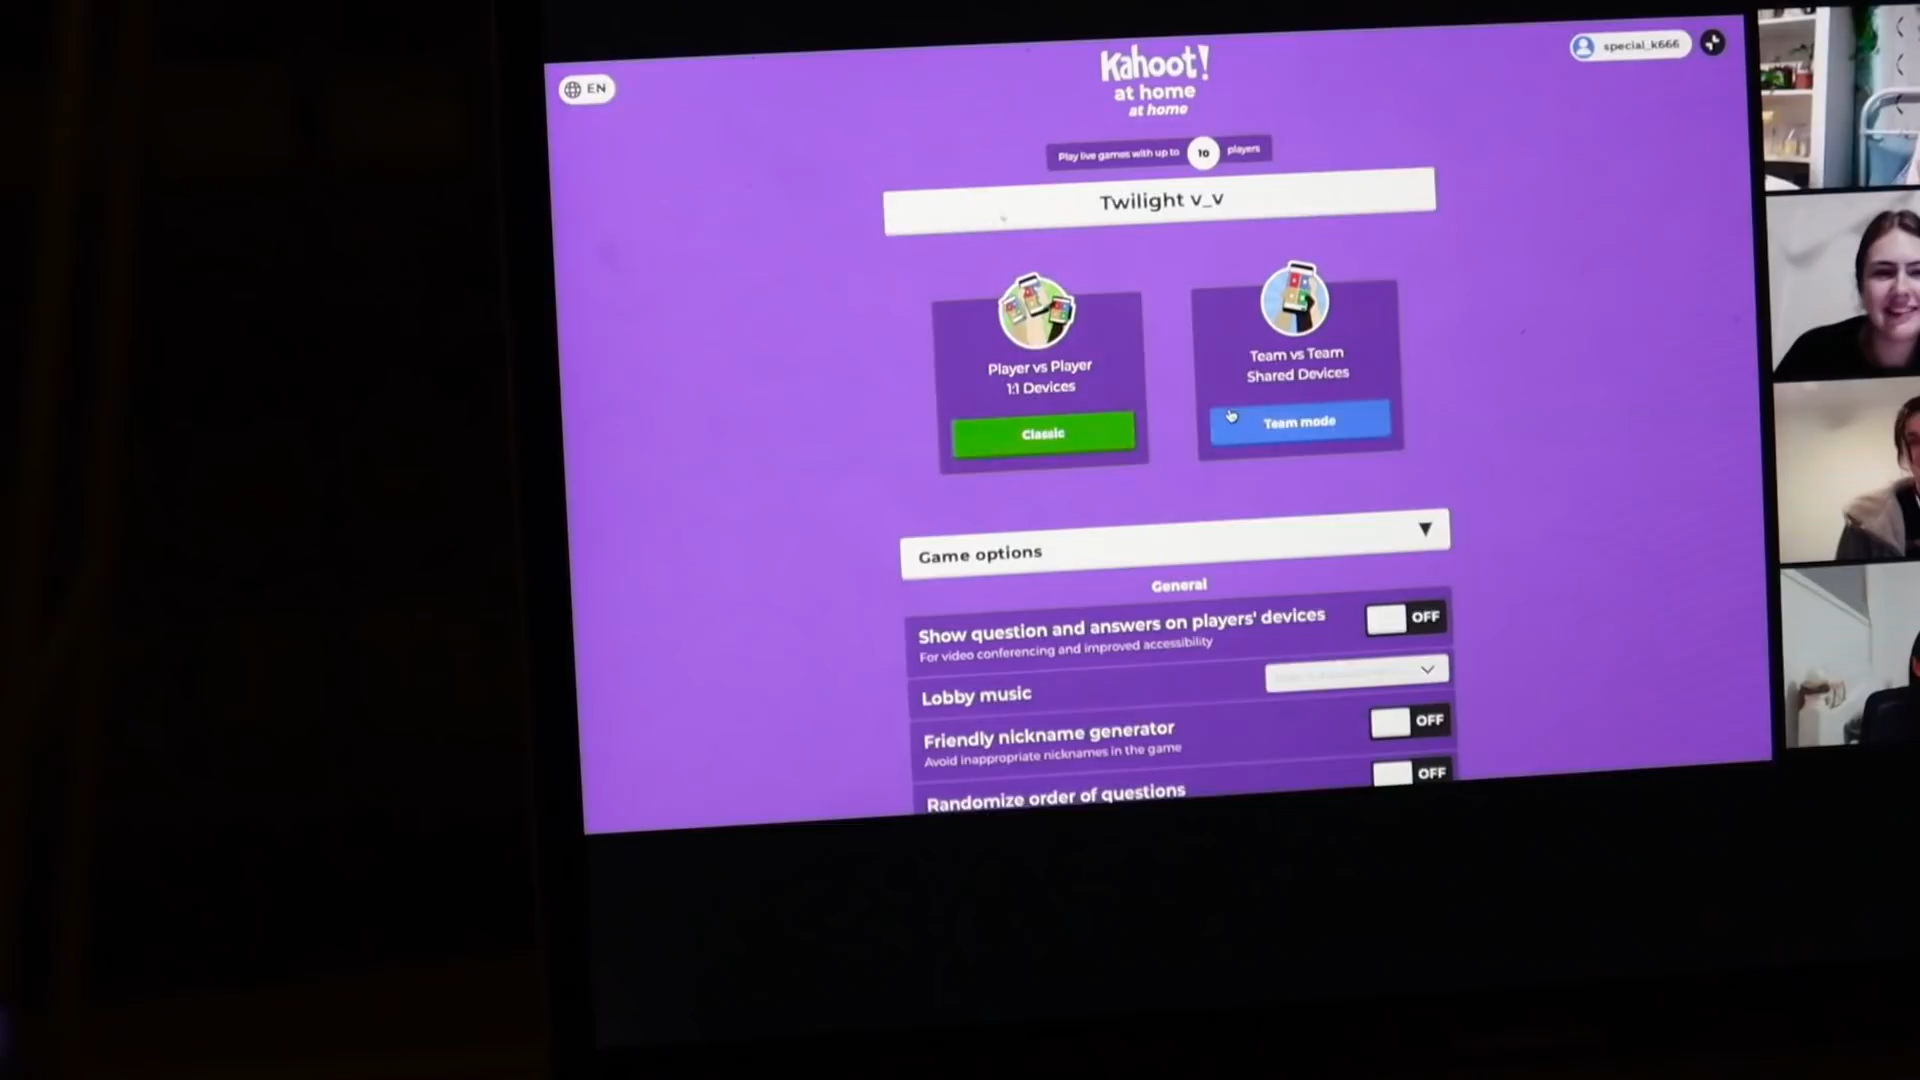 EN
Kahoot!
at home
at home
special_k666
Play live games with up to 10 players
Twilight v_v
Player vs Player
1:1 Devices
Classic
Team vs Team
Shared Devices
Team mode
Game options
General
Show question and answers on players' devices
For video conferencing and improved accessibility
OFF
Lobby music
Friendly nickname generator
Avoid inappropriate nicknames in the game
OFF
Randomize order of questions
OFF